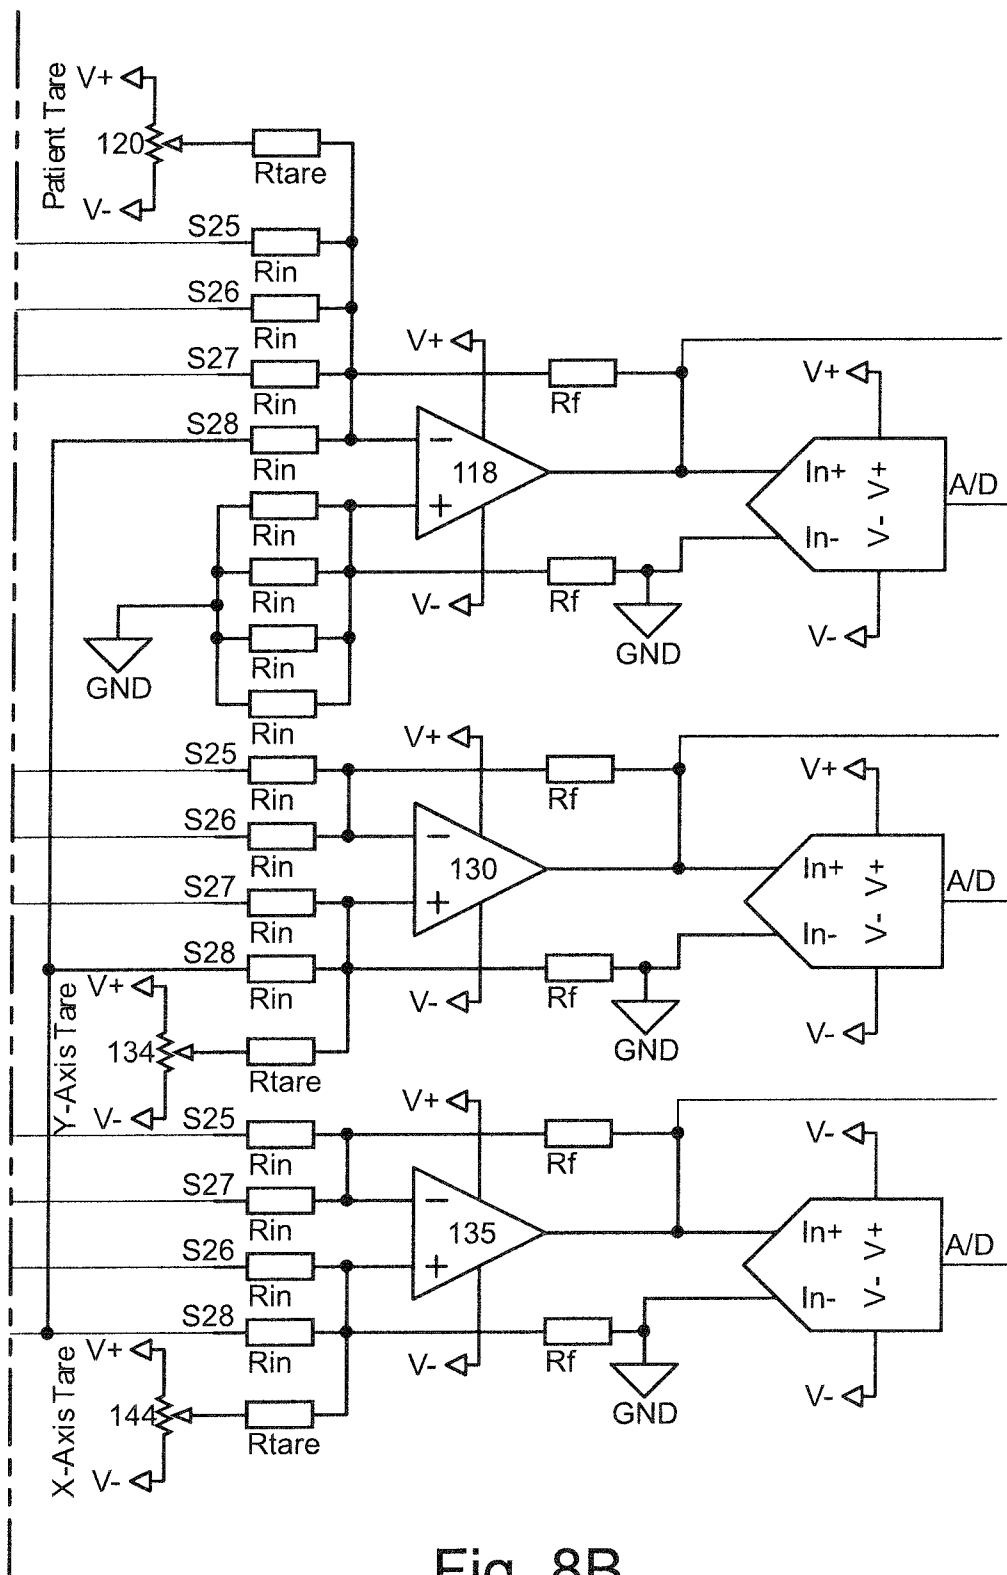 Patient Tare
V+
120
Rtare
V-
S25
Rin
S26
Rin
S27
Rin
S28
Rin
Rin
Rin
Rin
Rin
GND
V+
118
− +
V-
Rf
Rf
GND
V+
In+ V+
In- V-
A/D
V-
S25
Rin
S26
Rin
S27
Rin
S28
Rin
Y-Axis Tare
V+
134
Rtare
V-
V+
130
− +
V-
Rf
Rf
GND
V+
In+ V+
In- V-
A/D
V-
S25
Rin
S27
Rin
S26
Rin
S28
Rin
X-Axis Tare
V+
144
Rtare
V-
V+
135
− +
V-
Rf
Rf
GND
V-
In+ V+
In- V-
A/D
V-
Fig. 8B